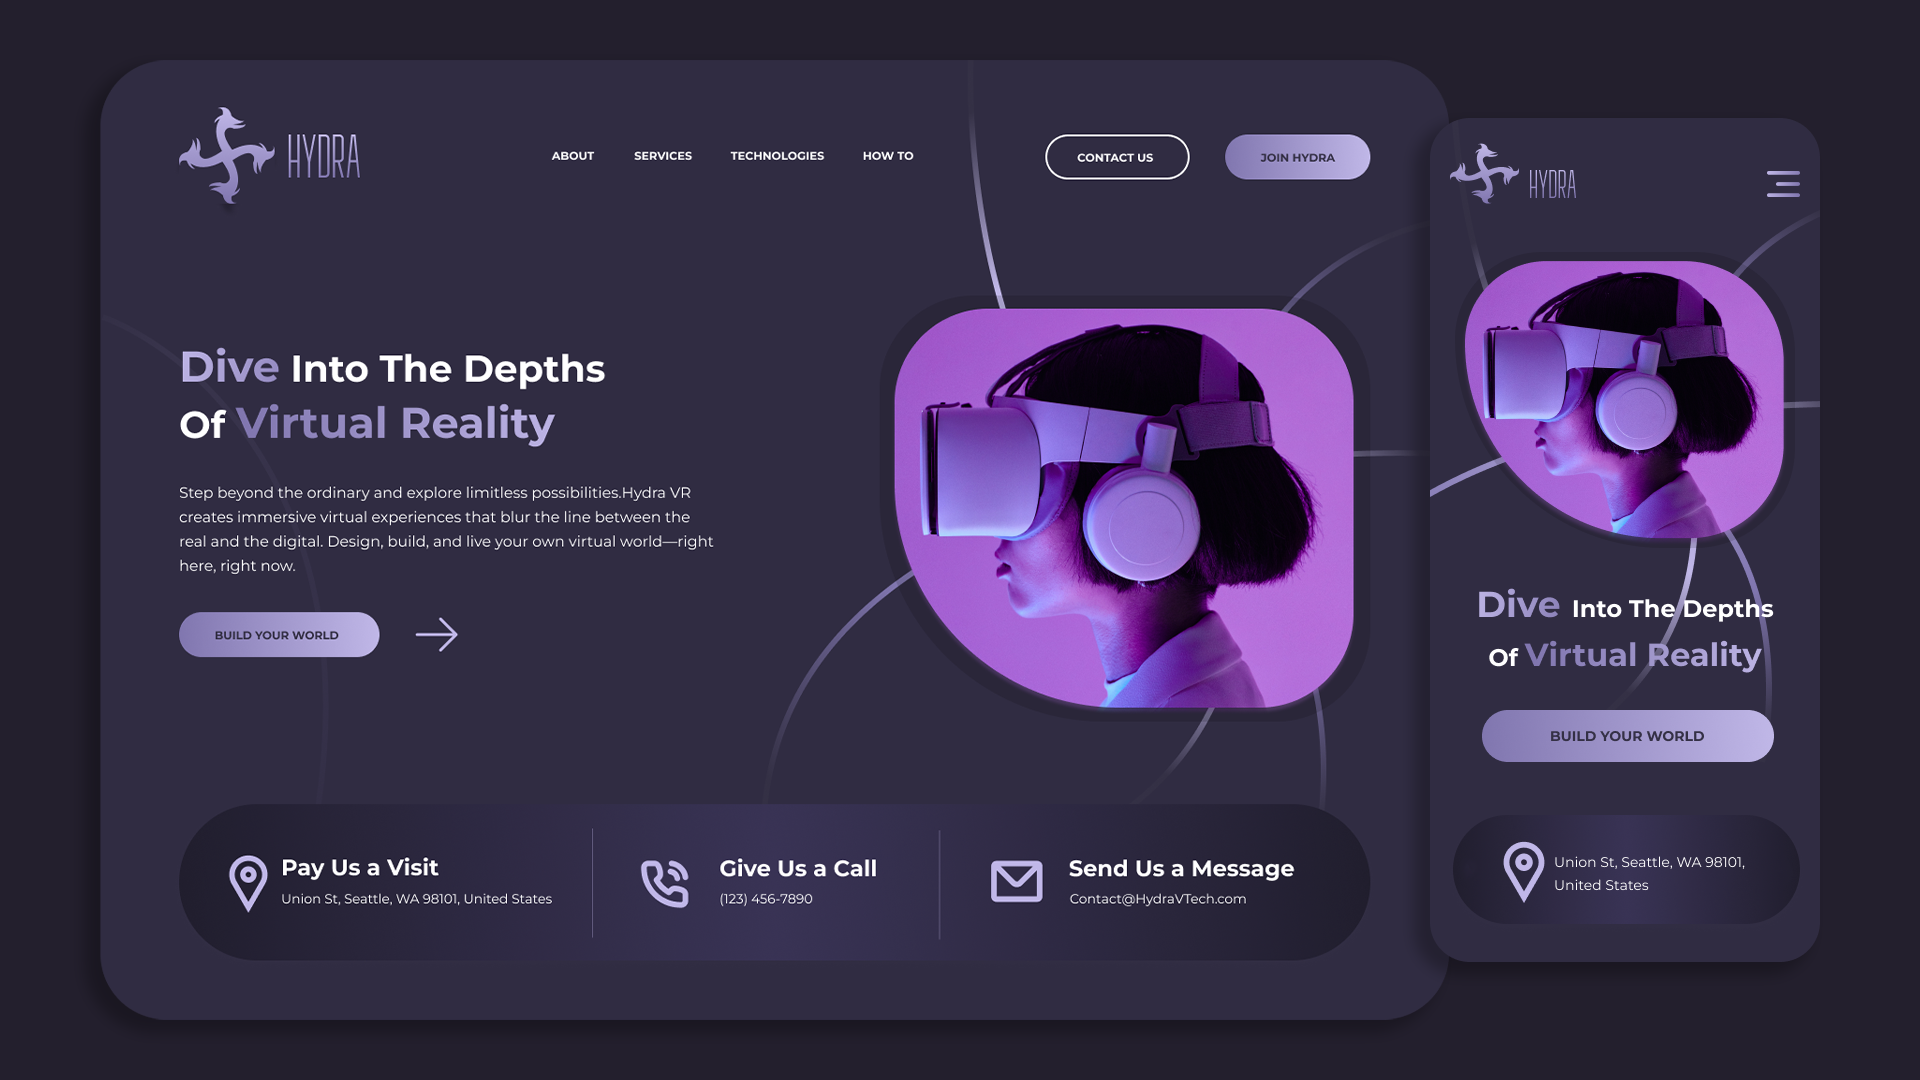 HYDRA
ABOUT
SERVICES
TECHNOLOGIES
HOW TO
CONTACT US
JOIN HYDRA
Dive Into The Depths
Of Virtual Reality
Step beyond the ordinary and explore limitless possibilities.Hydra VR
creates immersive virtual experiences that blur the line between the
real and the digital. Design, build, and live your own virtual world—right
here, right now.
BUILD YOUR WORLD
Pay Us a Visit
Union St, Seattle, WA 98101, United States
Give Us a Call
(123) 456-7890
Send Us a Message
Contact@HydraVTech.com
HYDRA
Dive Into The Depths
Of Virtual Reality
BUILD YOUR WORLD
Union St, Seattle, WA 98101,
United States